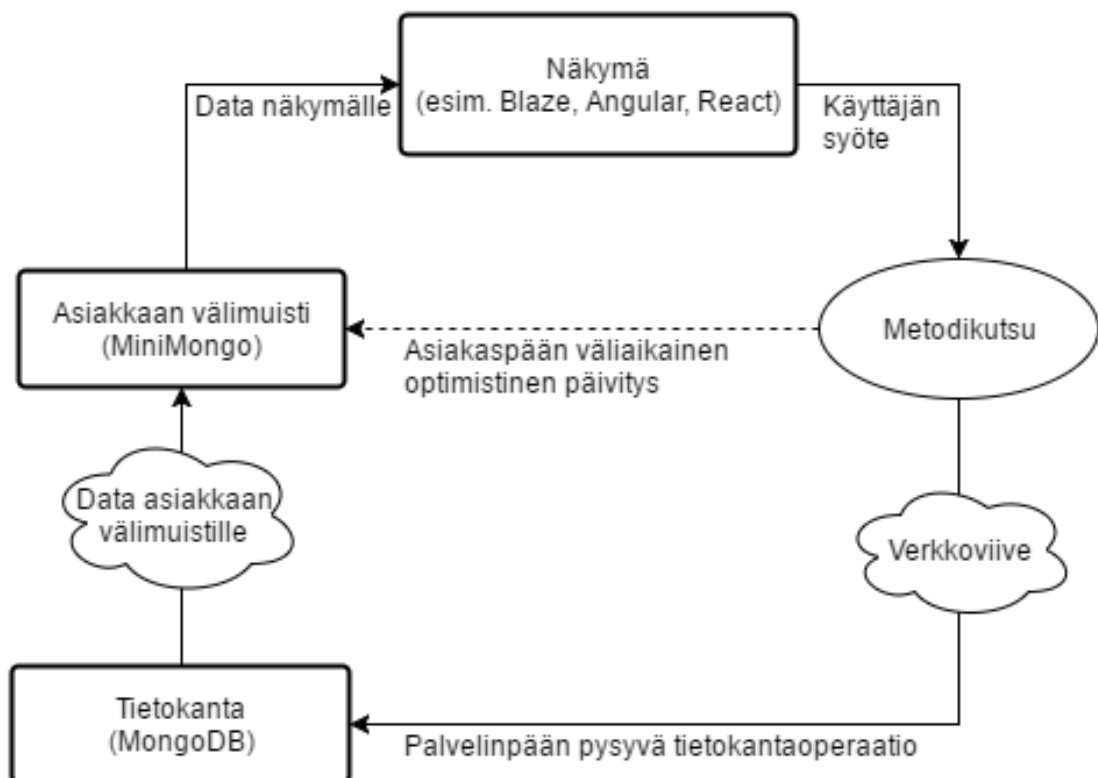 Näkymä
(esim. Blaze, Angular, React)
Data näkymälle
Käyttäjän
syöte
Asiakkaan välimuisti
(MiniMongo)
Metodikutsu
Asiakaspään väliaikainen
optimistinen päivitys
Data asiakkaan
välimuistille
Verkkoviive
Tietokanta
(MongoDB)
Palvelinpään pysyvä tietokantaoperaatio